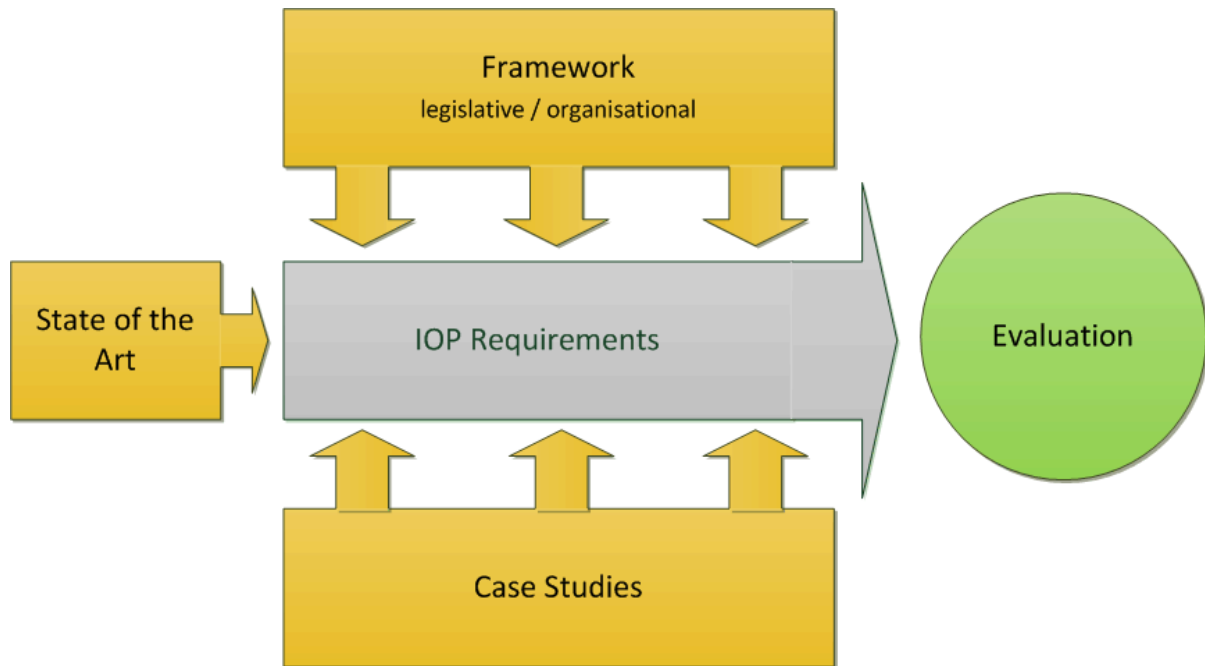 Framework
legislative / organisational
State of the
Art
IOP Requirements
Evaluation
Case Studies